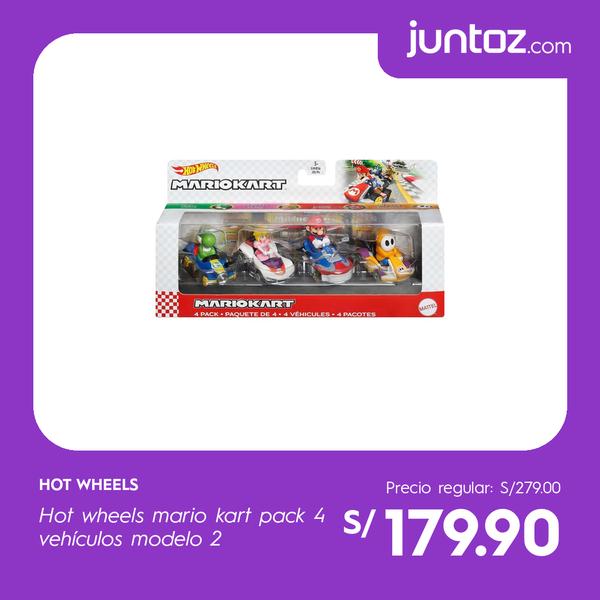 juntoz.com
Hot Wheels
MARIOKART
MARIOKART
MATTEL
4 PACK • PAQUETE DE 4 • 4 VÉHICULES • 4 PACOTES
HOT WHEELS
Precio regular: S/279.00
Hot wheels mario kart pack 4
vehículos modelo 2
S/ 179.90